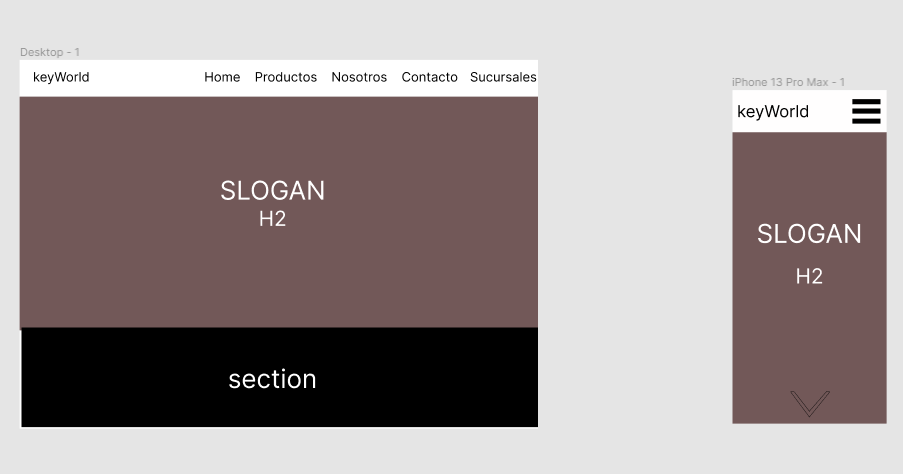 Desktop - 1
keyWorld Home Productos Nosotros Contacto Sucursales
SLOGAN
H2
section
iPhone 13 Pro Max - 1
keyWorld
SLOGAN
H2